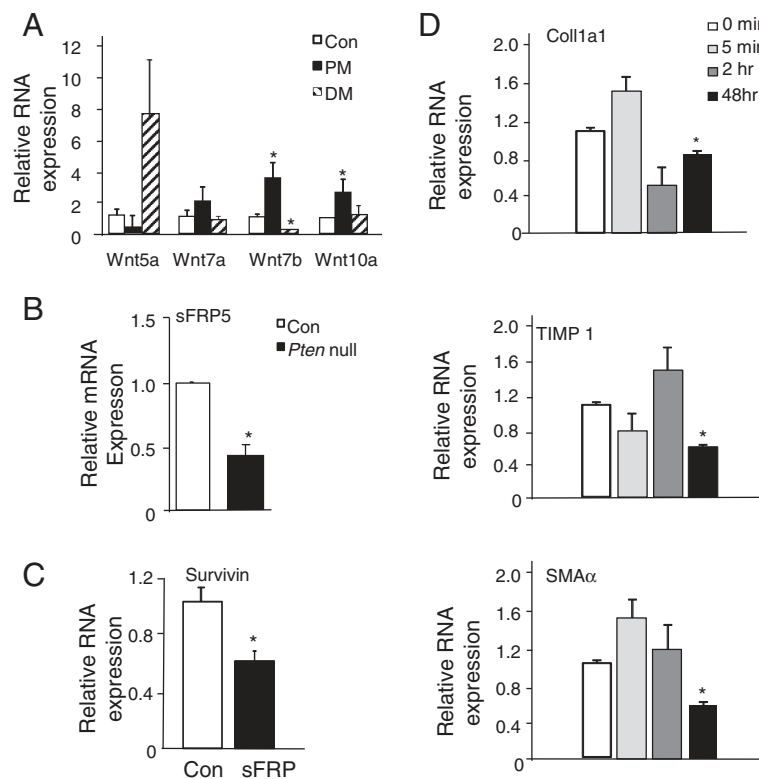 A
Relative RNA
expression
12
10
8
6
4
2
0
Con
PM
DM
*
*
*
Wnt5a Wnt7a Wnt7b Wnt10a
B
Relative mRNA
Expresson
sFRP5
1.5
1.0
0.5
0
Con
Pten null
*
C
Relative RNA
expression
Survivin
1.2
0.8
0.4
0
*
Con sFRP
D
Relative RNA
expression
Coll1a1
2.0
1.6
1.2
0.8
0.4
0
0 min
5 min
2 hr
48hr
*
Relative RNA
expression
TIMP 1
2.0
1.6
1.2
0.8
0.4
0
*
Relative RNA
expression
SMAα
2.0
1.6
1.2
0.8
0.4
0
*